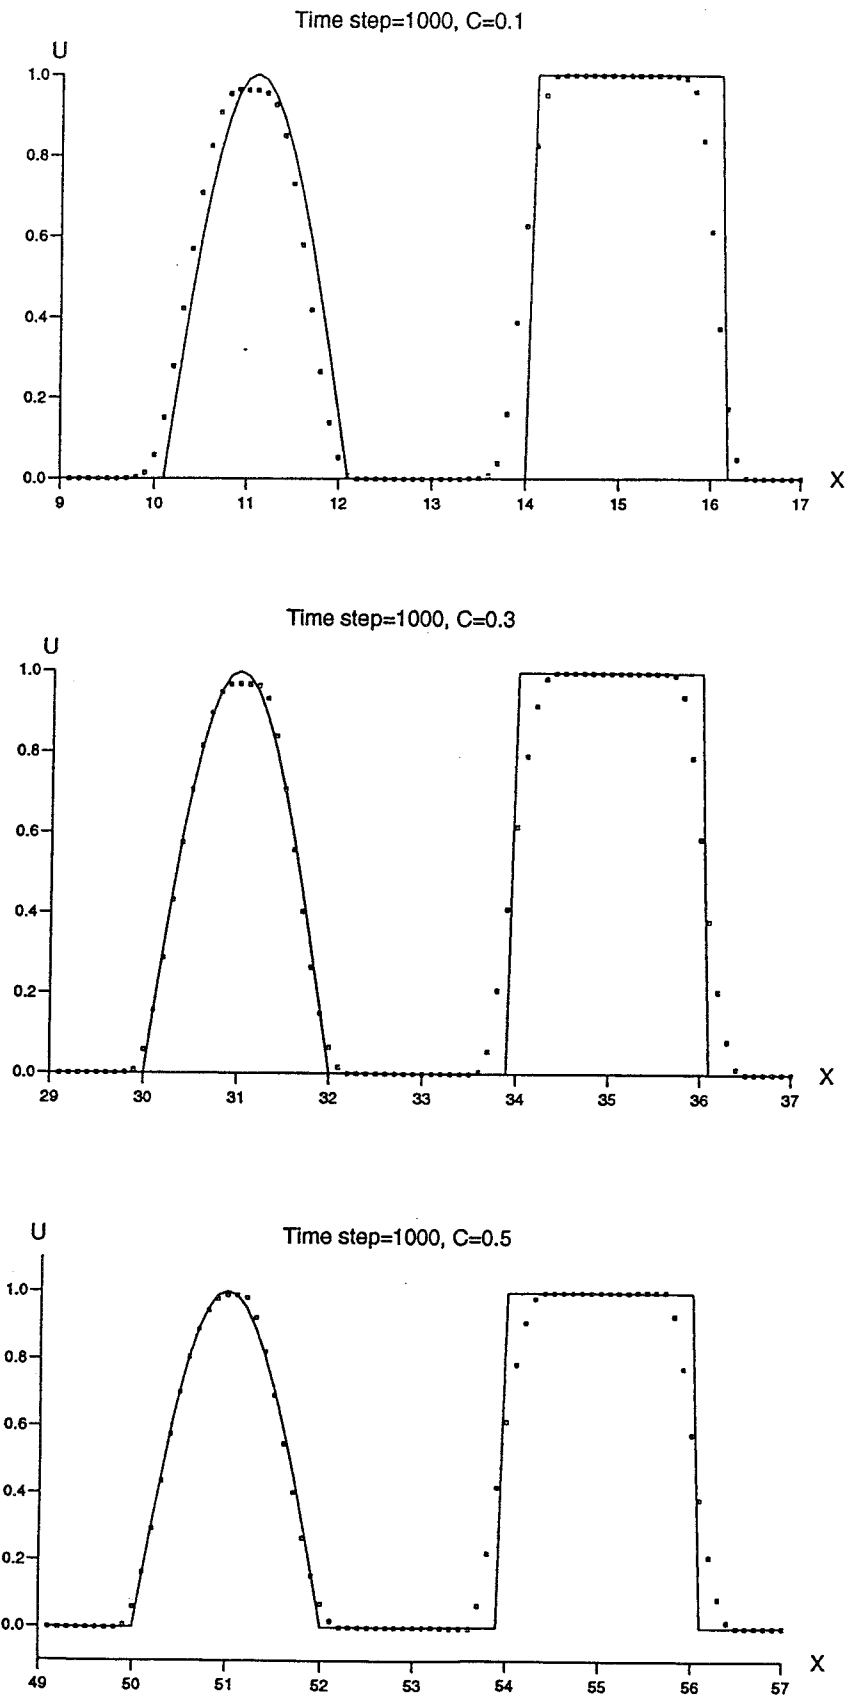 Time step=1000, C=0.1
U
1.0
0.8
0.6
0.4
0.2
0.0
9 10 11 12 13 14 15 16 17 X
Time step=1000, C=0.3
U
1.0
0.8
0.6
0.4
0.2
0.0
29 30 31 32 33 34 35 36 37 X
Time step=1000, C=0.5
U
1.0
0.8
0.6
0.4
0.2
0.0
49 50 51 52 53 54 55 56 57 X